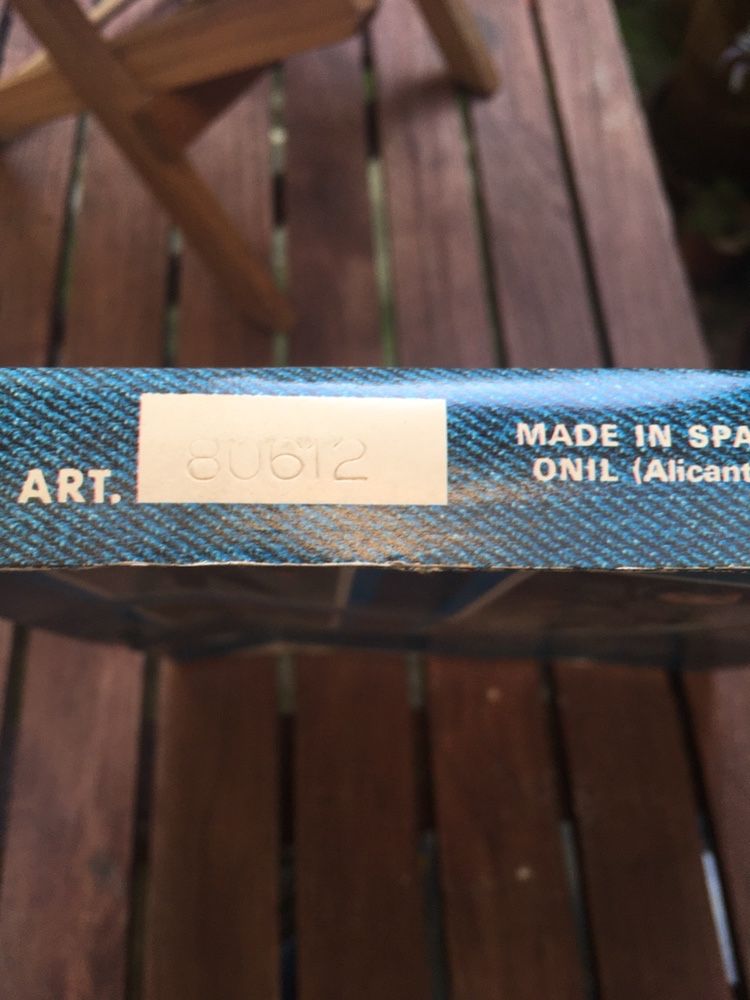 ART. 80612
MADE IN SPA
ONIL (Alicant